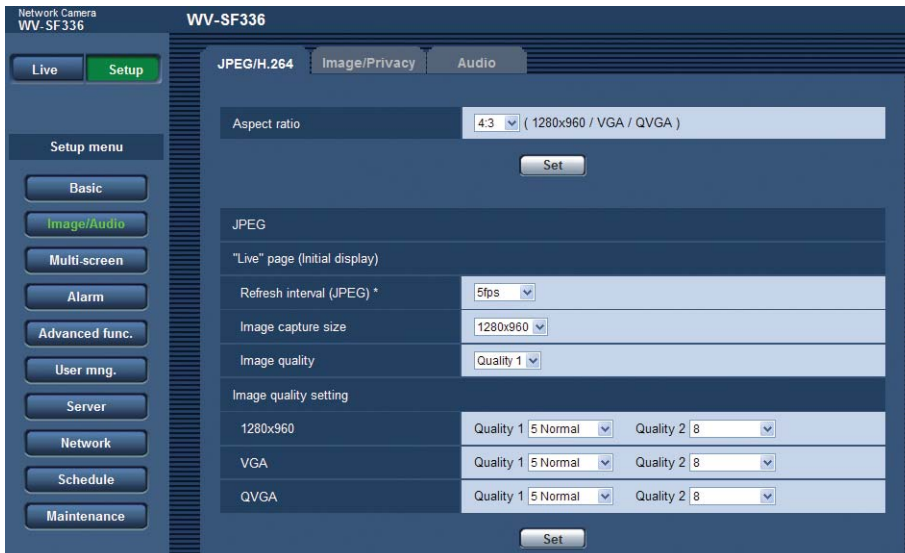 Network Camera
WV-SF336
WV-SF336
Live Setup
JPEG/H.264 Image/Privacy Audio
Aspect ratio 4:3 ( 1280x960 / VGA / QVGA )
Set
Setup menu
Basic
Image/Audio
Multi-screen
Alarm
Advanced func.
User mng.
Server
Network
Schedule
Maintenance
JPEG
"Live" page (Initial display)
Refresh interval (JPEG) * 5fps
Image capture size 1280x960
Image quality Quality 1
Image quality setting
1280x960 Quality 1 5 Normal Quality 2 8
VGA Quality 1 5 Normal Quality 2 8
QVGA Quality 1 5 Normal Quality 2 8
Set